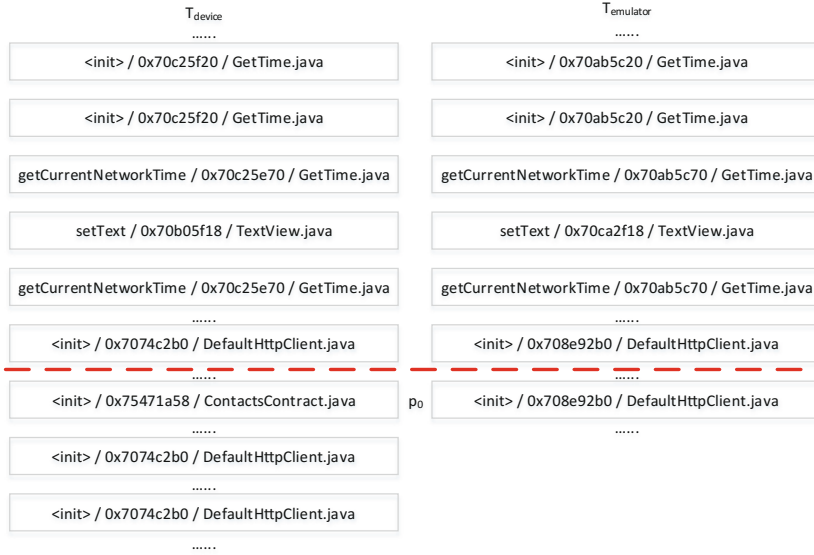 T_device
......
<init> / 0x70c25f20 / GetTime.java
<init> / 0x70c25f20 / GetTime.java
getCurrentNetworkTime / 0x70c25e70 / GetTime.java
setText / 0x70b05f18 / TextView.java
getCurrentNetworkTime / 0x70c25e70 / GetTime.java
......
<init> / 0x7074c2b0 / DefaultHttpClient.java
......
<init> / 0x75471a58 / ContactsContract.java
......
<init> / 0x7074c2b0 / DefaultHttpClient.java
......
<init> / 0x7074c2b0 / DefaultHttpClient.java
......
p₀
T_emulator
......
<init> / 0x70ab5c20 / GetTime.java
<init> / 0x70ab5c20 / GetTime.java
getCurrentNetworkTime / 0x70ab5c70 / GetTime.java
setText / 0x70ca2f18 / TextView.java
getCurrentNetworkTime / 0x70ab5c70 / GetTime.java
......
<init> / 0x708e92b0 / DefaultHttpClient.java
......
<init> / 0x708e92b0 / DefaultHttpClient.java
......